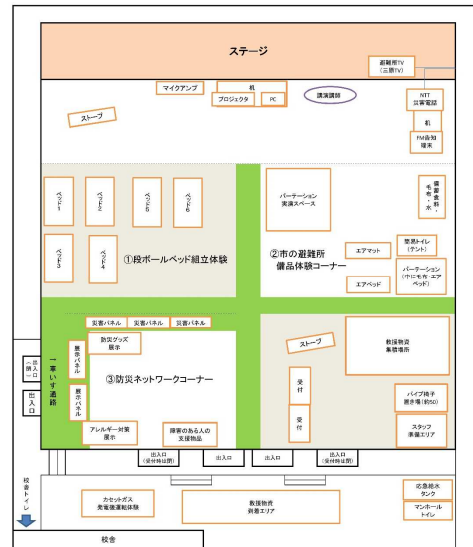 ステージ
避難所TV
(三原TV)
マイクアンプ
机
プロジェクタ
PC
講演講師
NTT
災害電話
机
FM告知
端末
ストーブ
ベッド1
ベッド2
ベッド5
ベッド6
パーテーション
実演スペース
備蓄食料・
毛布・水
ベッド3
ベッド4
①段ボールベッド組立体験
②市の避難所
備品体験コーナー
エアマット
簡易トイレ
(テント)
エアベッド
パーテーション
(中に毛布・エア
ベッド)
災害パネル
災害パネル
災害パネル
防災グッズ
展示
ストーブ
救援物資
集積場所
出入口
(閉)
出入口
↑車いす通路
展示パネル
展示パネル
③防災ネットワークコーナー
受付
受付
パイプ椅子
置き場(約50)
アレルギー対策
展示
障害のある人の
支援物品
スタッフ
準備エリア
出入口
(受付時は閉)
出入口
出入口
出入口
(受付時は閉)
校舎トイレ
カセットガス
発電機運転体験
救援物資
到着エリア
応急給水
タンク
マンホール
トイレ
校舎